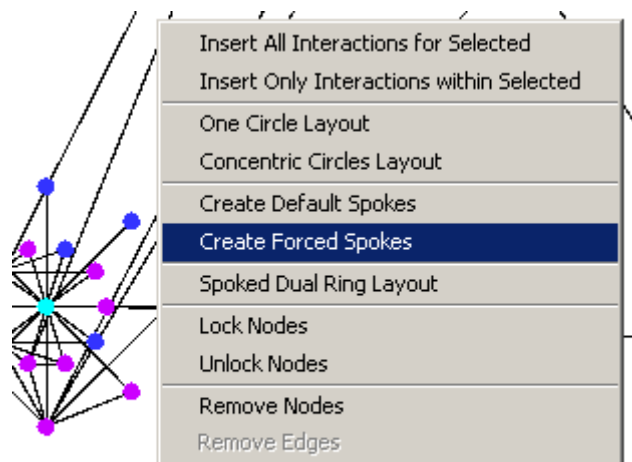 Insert All Interactions for Selected
Insert Only Interactions within Selected
One Circle Layout
Concentric Circles Layout
Create Default Spokes
Create Forced Spokes
Spoked Dual Ring Layout
Lock Nodes
Unlock Nodes
Remove Nodes
Remove Edges